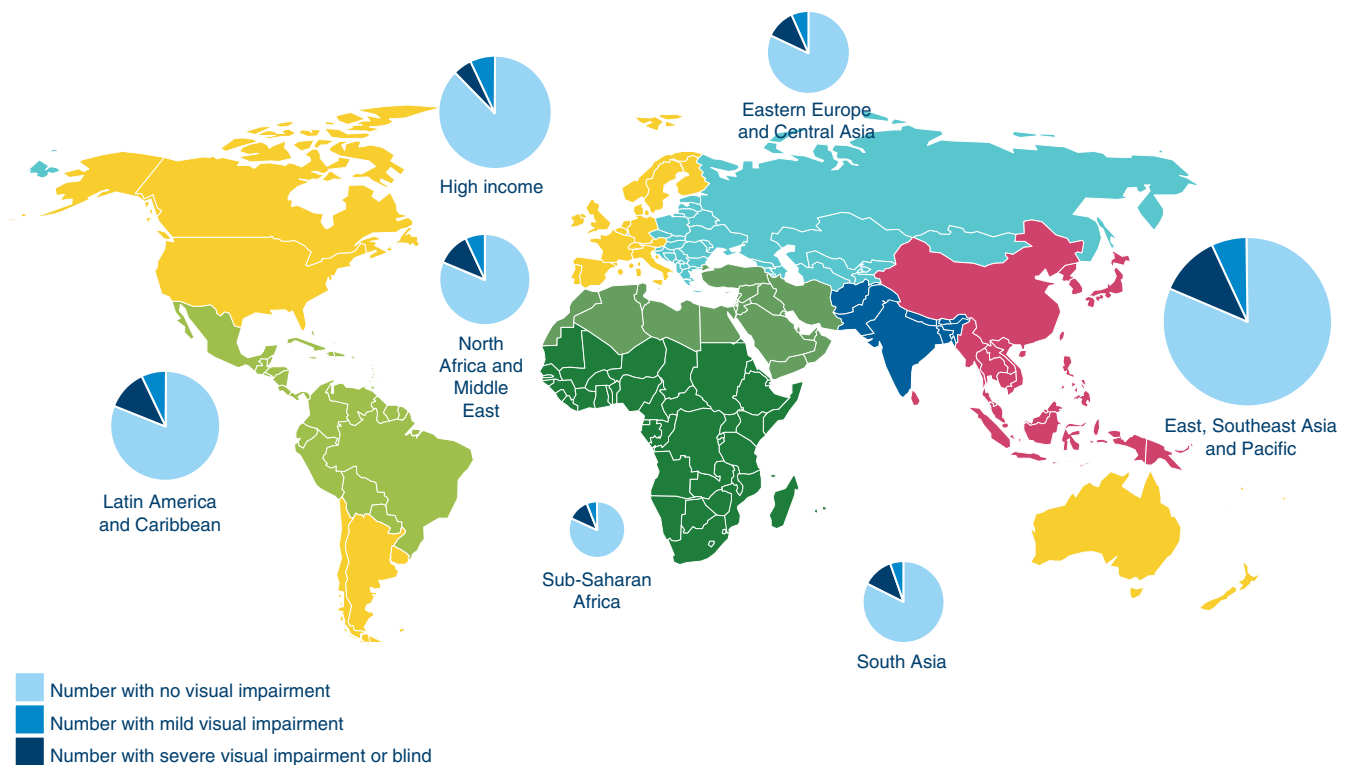 Eastern Europe
and Central Asia
High income
North
Africa and
Middle
East
East, Southeast Asia
and Pacific
Latin America
and Caribbean
Sub-Saharan
Africa
South Asia
Number with no visual impairment
Number with mild visual impairment
Number with severe visual impairment or blind